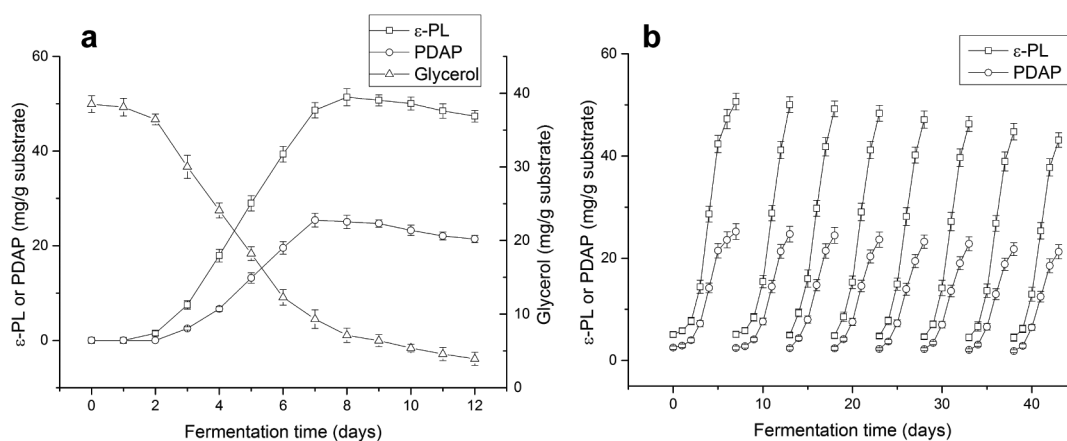 a
ε-PL
PDAP
Glycerol
60
40
20
0
ε-PL or PDAP (mg/g substrate)
40
30
20
10
0
Glycerol (mg/g substrate)
0 2 4 6 8 10 12
Fermentation time (days)
b
ε-PL
PDAP
60
40
20
0
ε-PL or PDAP (mg/g substrate)
0 10 20 30 40
Fermentation time (days)